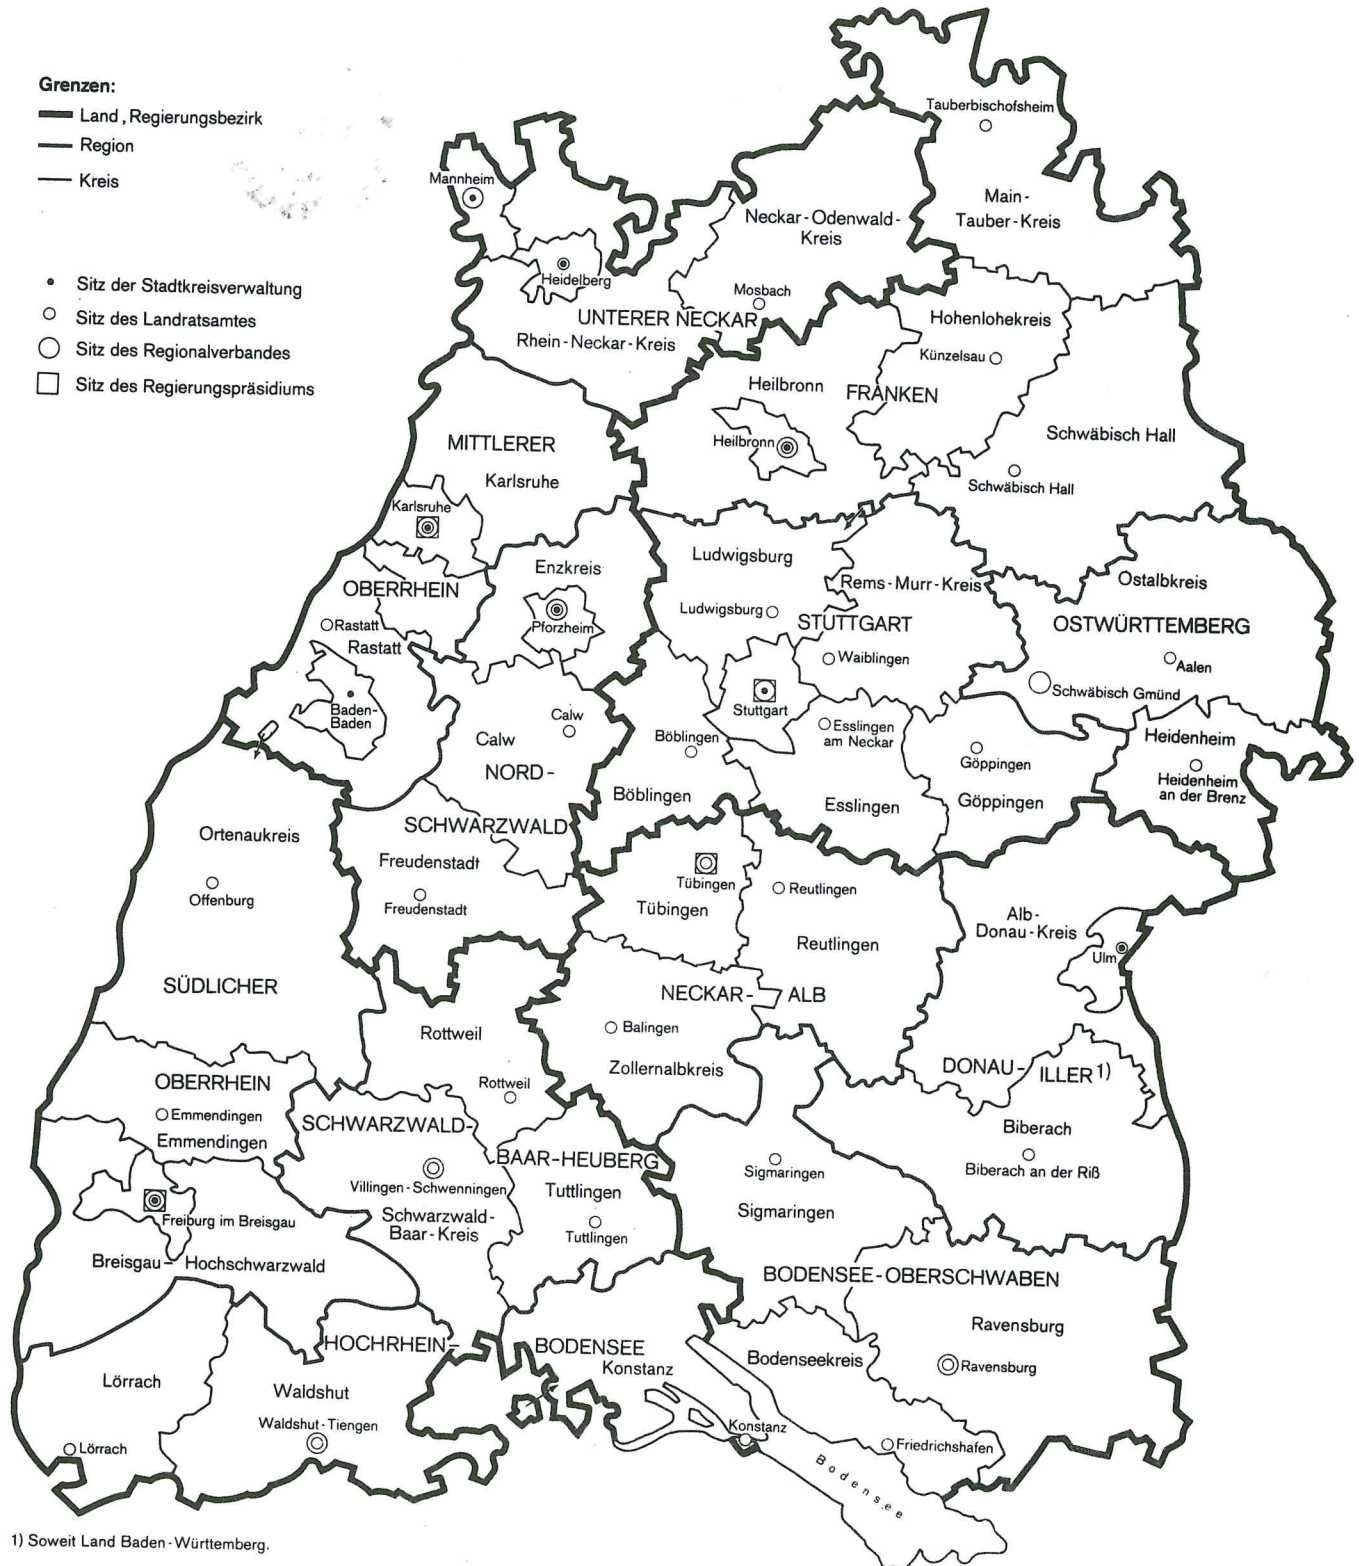 Grenzen:
Land, Regierungsbezirk
Region
Kreis
Sitz der Stadtkreisverwaltung
Sitz des Landratsamtes
Sitz des Regionalverbandes
Sitz des Regierungspräsidiums
Tauberbischofsheim
Main-
Tauber-Kreis
Mannheim
Neckar-Odenwald-
Kreis
Heidelberg
Mosbach
UNTERER NECKAR
Rhein-Neckar-Kreis
Hohenlohekreis
Künzelsau
Heilbronn
FRANKEN
Heilbronn
Schwäbisch Hall
Schwäbisch Hall
MITTLERER
Karlsruhe
Karlsruhe
Enzkreis
Pforzheim
OBERRHEIN
Rastatt
Rastatt
Baden-
Baden
Ludwigsburg
Ludwigsburg
Rems-Murr-Kreis
STUTTGART
Waiblingen
Stuttgart
Ostalbkreis
OSTWÜRTTEMBERG
Aalen
Schwäbisch Gmünd
Calw
Calw
NORD-
SCHWARZWALD
Böblingen
Böblingen
Esslingen
am Neckar
Esslingen
Göppingen
Göppingen
Heidenheim
Heidenheim
an der Brenz
Ortenaukreis
Offenburg
Freudenstadt
Freudenstadt
Tübingen
Tübingen
Reutlingen
Reutlingen
Alb-
Donau-Kreis
Ulm
SÜDLICHER
OBERRHEIN
Rottweil
Rottweil
NECKAR-ALB
Balingen
Zollernalbkreis
DONAU-ILLER 1)
Biberach
Biberach an der Riß
Emmendingen
Emmendingen
SCHWARZWALD-
BAAR-HEUBERG
Villingen-Schwenningen
Schwarzwald-
Baar-Kreis
Tuttlingen
Tuttlingen
Sigmaringen
Sigmaringen
Freiburg im Breisgau
Breisgau-Hochschwarzwald
BODENSEE-OBERSCHWABEN
Ravensburg
Ravensburg
Bodenseekreis
Friedrichshafen
HOCHRHEIN-
BODENSEE
Konstanz
Konstanz
Lörrach
Lörrach
Waldshut
Waldshut-Tiengen
Bodensee
1) Soweit Land Baden-Württemberg.